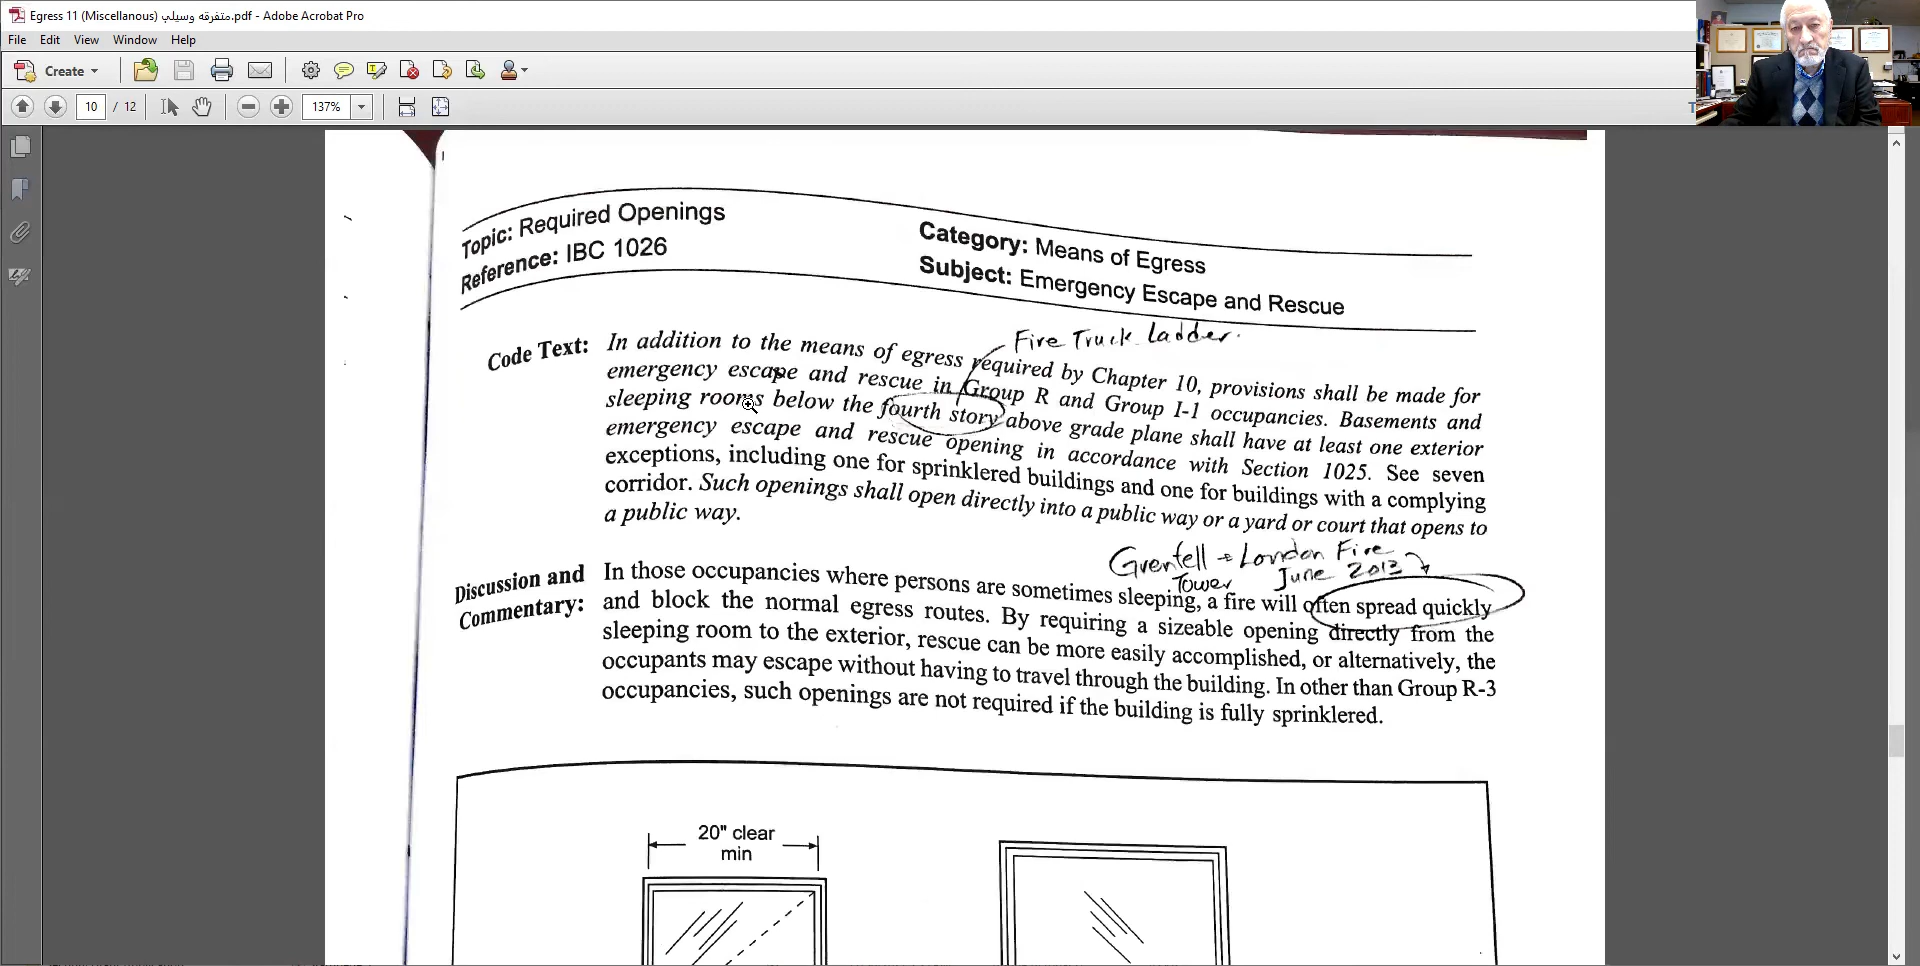 Egress 11 (Miscellanous) متفرقه وسيلې.pdf - Adobe Acrobat Pro
File Edit View Window Help
Create
10 / 12 137%
Topic: Required Openings
Reference: IBC 1026
Category: Means of Egress
Subject: Emergency Escape and Rescue
Fire Truck Ladder.
Code Text: In addition to the means of egress required by Chapter 10, provisions shall be made for
emergency escape and rescue in Group R and Group I-1 occupancies. Basements and
sleeping rooms below the fourth story above grade plane shall have at least one exterior
emergency escape and rescue opening in accordance with Section 1025. See seven
exceptions, including one for sprinklered buildings and one for buildings with a complying
corridor. Such openings shall open directly into a public way or a yard or court that opens to
a public way.
Grenfell London Fire
Tower June 2013
Discussion and
Commentary:
In those occupancies where persons are sometimes sleeping, a fire will often spread quickly
and block the normal egress routes. By requiring a sizeable opening directly from the
sleeping room to the exterior, rescue can be more easily accomplished, or alternatively, the
occupants may escape without having to travel through the building. In other than Group R-3
occupancies, such openings are not required if the building is fully sprinklered.
20" clear
min